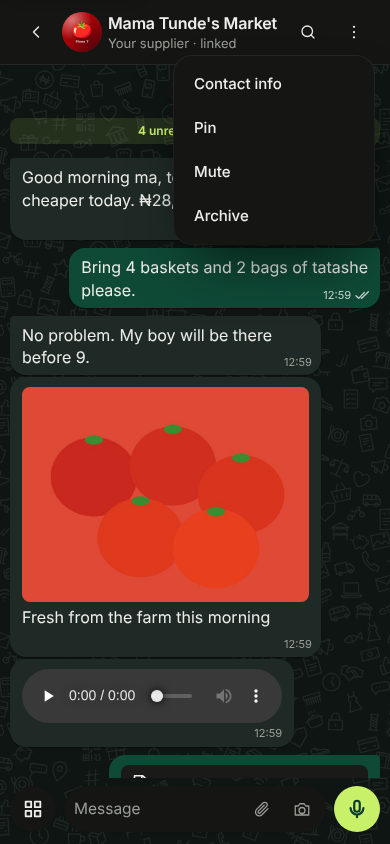 Mama Tunde's Market
Your supplier · linked
Contact info
Pin
Mute
Archive
4
Good morning ma,
cheaper today. ₦28,
Bring 4 baskets and 2 bags of tatashe
please.
12:59
No problem. My boy will be there
before 9.
12:59
Fresh from the farm this morning
12:59
0:00 / 0:00
12:59
Message